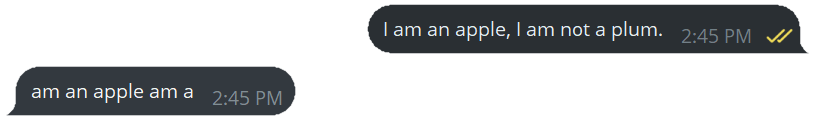 I am an apple, I am not a plum. 2:45 PM
am an apple am a 2:45 PM